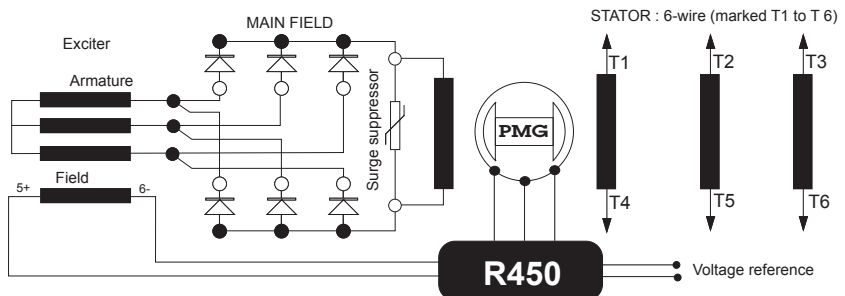 MAIN FIELD
STATOR : 6-wire (marked T1 to T 6)
Exciter
Armature
Surge suppressor
PMG
T1
T2
T3
Field
5+
6-
T4
T5
T6
R450
Voltage reference